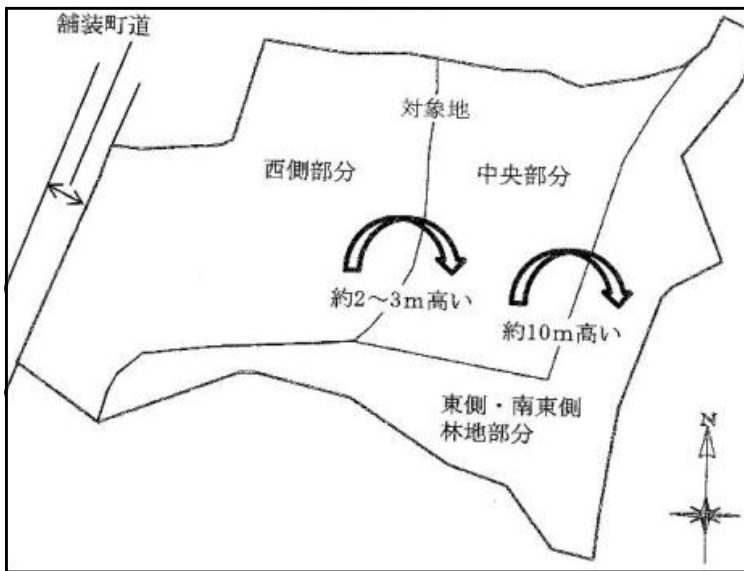 舗装町道
対象地
西側部分
中央部分
約2～3m高い
約10m高い
東側・南東側
林地部分
N